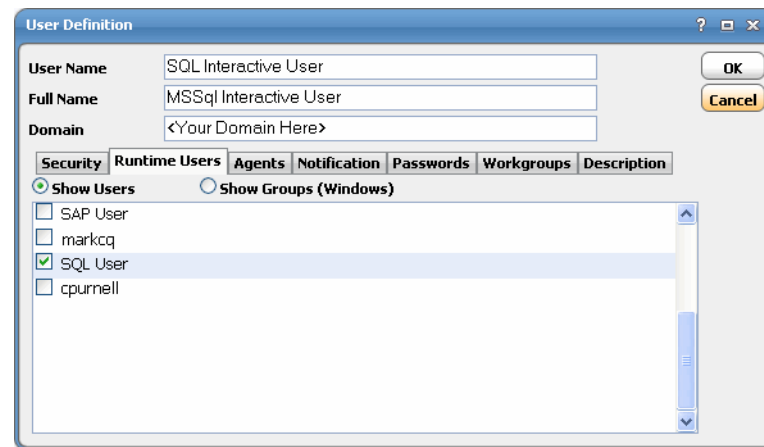 User Definition ?
User Name SQL Interactive User OK
Full Name MSSql Interactive User Cancel
Domain <Your Domain Here>
Security Runtime Users Agents Notification Passwords Workgroups Description
Show Users Show Groups (Windows)
SAP User
markcq
SQL User
cpurnell